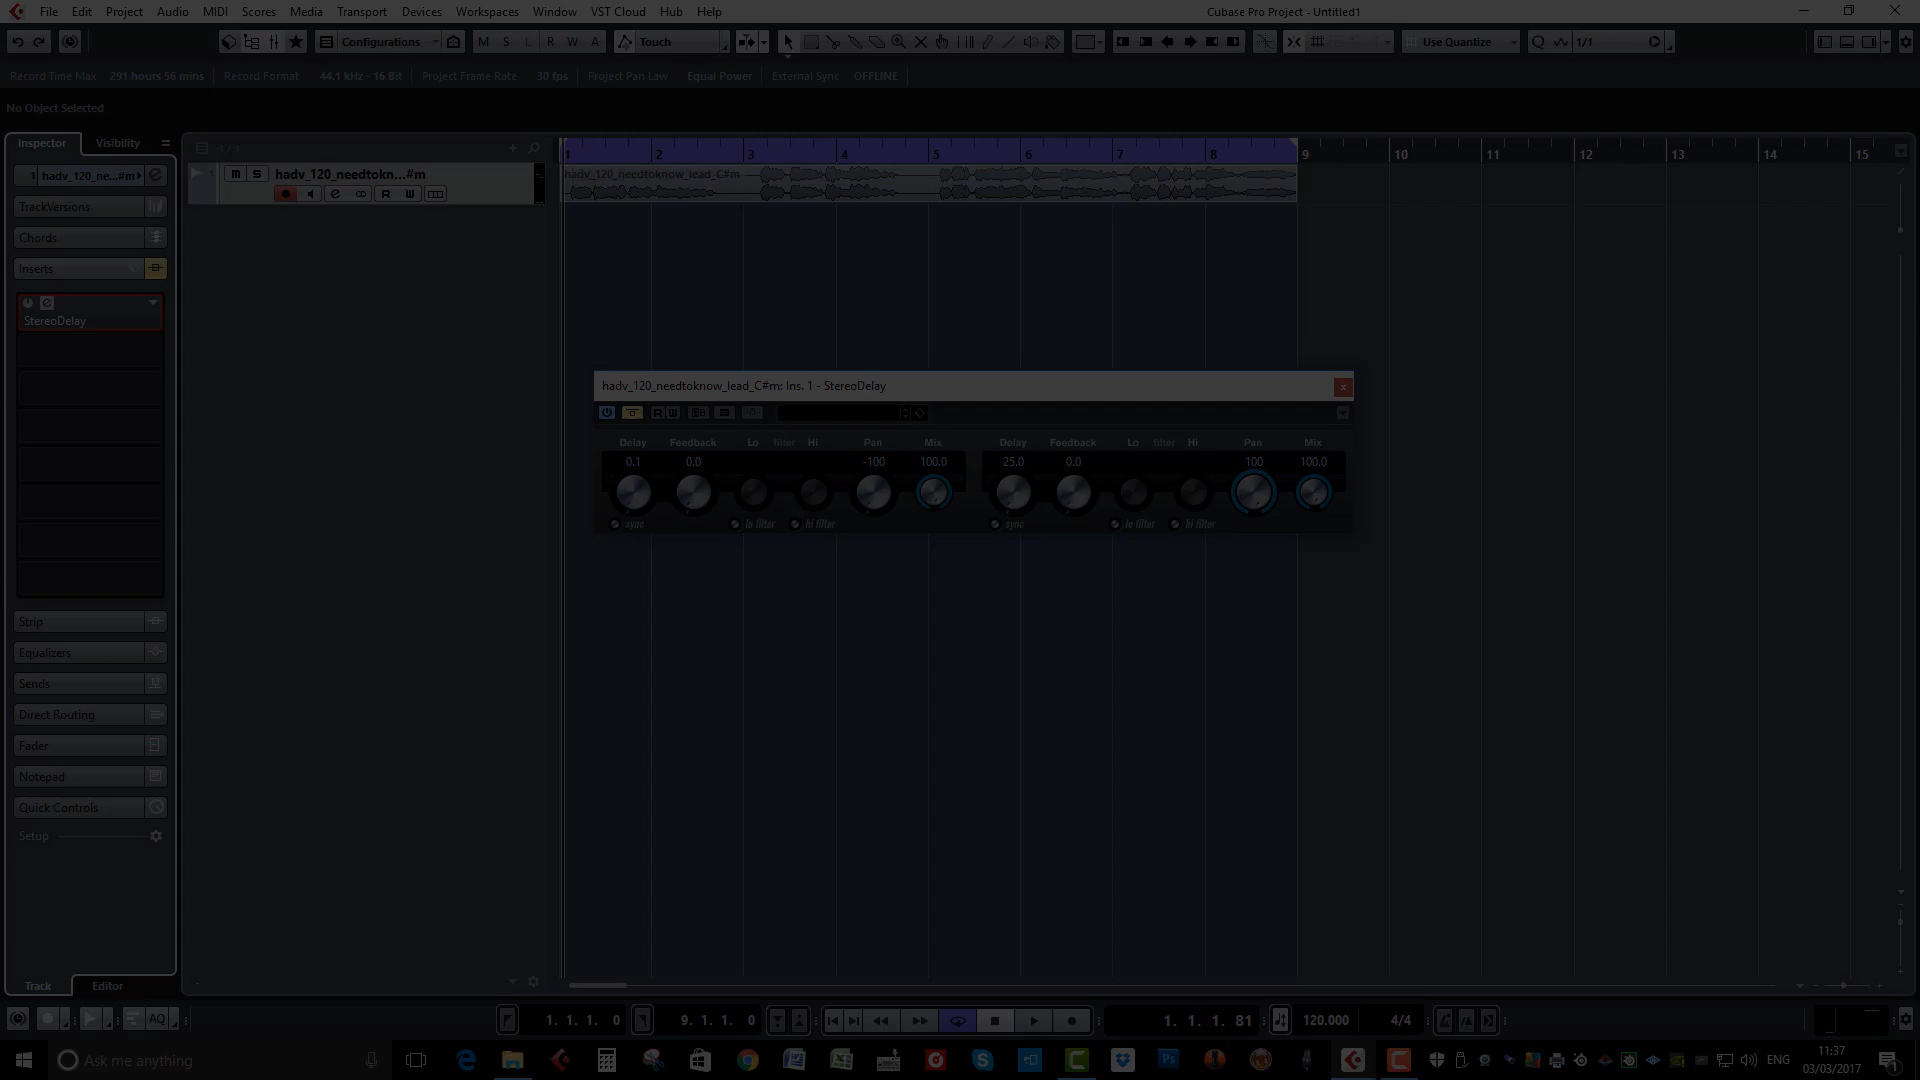 File Edit Project Audio MIDI Scores Media Transport Devices Workspaces Window VST Cloud Hub Help
Cubase Pro Project - Untitled1
Configurations M S L R W A Touch Use Quantize Q 1/1
Record Time Max 291 hours 56 mins Record Format 44.1 kHz - 16 Bit Project Frame Rate 30 fps Project Pan Law Equal Power External Sync OFFLINE
No Object Selected
Inspector Visibility
1 / 1
1 2 3 4 5 6 7 8 9 10 11 12 13 14 15
1 hadv_120_ne...#m
1 m S hadv_120_needtokn...#m
R W
hadv_120_needtoknow_lead_C#m
TrackVersions
Chords
Inserts
StereoDelay
hadv_120_needtoknow_lead_C#m: Ins. 1 - StereoDelay
R W
Delay Feedback Lo filter Hi Pan Mix Delay Feedback Lo filter Hi Pan Mix
0.1 0.0 -100 100.0 25.0 0.0 100 100.0
sync lo filter hi filter sync lo filter hi filter
Strip
Equalizers
Sends
Direct Routing
Fader
Notepad
Quick Controls
Setup
Track Editor
AQ 1. 1. 1. 0 9. 1. 1. 0 1. 1. 1. 81 120.000 4/4
Ask me anything
ENG
11:37
03/03/2017